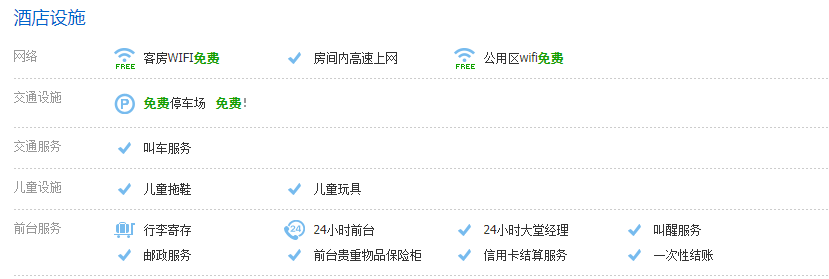 酒店设施
网络 FREE 客房WIFI免费 房间内高速上网 FREE 公用区wifi免费
交通设施 P 免费停车场 免费!
交通服务 叫车服务
儿童设施 儿童拖鞋 儿童玩具
前台服务 行李寄存 24 24小时前台 24小时大堂经理 叫醒服务
邮政服务 前台贵重物品保险柜 信用卡结算服务 一次性结账